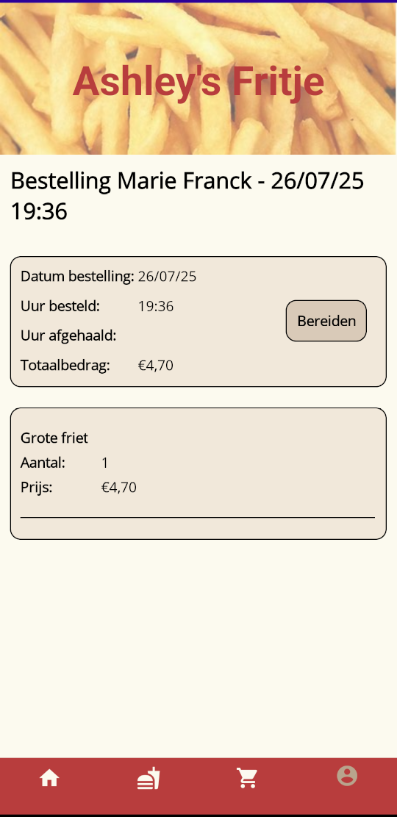 Ashley's Fritje
Bestelling Marie Franck - 26/07/25
19:36
Datum bestelling: 26/07/25
Uur besteld: 19:36
Uur afgehaald:
Totaalbedrag: €4,70
Bereiden
Grote friet
Aantal: 1
Prijs: €4,70